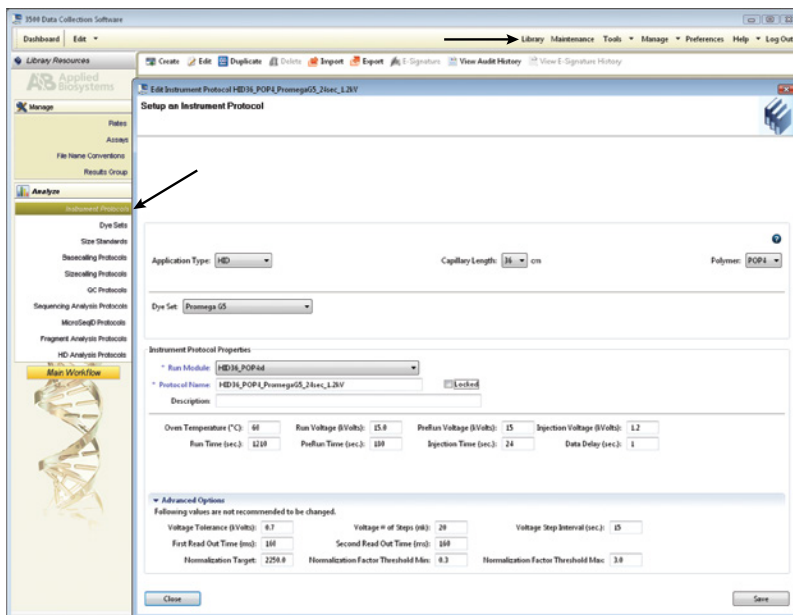 3500 Data Collection Software
Dashboard Edit
Library Maintenance Tools Manage Preferences Help Log Out
Library Resources
Create Edit Duplicate Delete Import Export E-Signature View Audit History View E-Signature History
AB Applied Biosystems
Edit Instrument Protocol HID36_POP4_PromegaG5_24sec_1.2kV
Setup an Instrument Protocol
Manage
Plates
Assays
File Name Conventions
Results Group
Analyze
Instrument Protocols
Dye Sets
Size Standards
Basecalling Protocols
Sizecalling Protocols
QC Protocols
Sequencing Analysis Protocols
MicroSeqID Protocols
Fragment Analysis Protocols
HID Analysis Protocols
Main Workflow
Application Type: HID Capillary Length: 36 cm Polymer: POP4
Dye Set: Promega G5
Instrument Protocol Properties
* Run Module: HID36_POP4xl
* Protocol Name: HID36_POP4_PromegaG5_24sec_1.2kV Locked
Description:
Oven Temperature (°C): 60 Run Voltage (kVolts): 15.0 PreRun Voltage (kVolts): 15 Injection Voltage (kVolts): 1.2
Run Time (sec.): 1210 PreRun Time (sec.): 180 Injection Time (sec.): 24 Data Delay (sec.): 1
Advanced Options
Following values are not recommended to be changed.
Voltage Tolerance (kVolts): 0.7 Voltage # of Steps (nk): 20 Voltage Step Interval (sec.): 15
First Read Out Time (ms): 160 Second Read Out Time (ms): 160
Normalization Target: 2250.0 Normalization Factor Threshold Min: 0.3 Normalization Factor Threshold Max: 3.0
Close Save